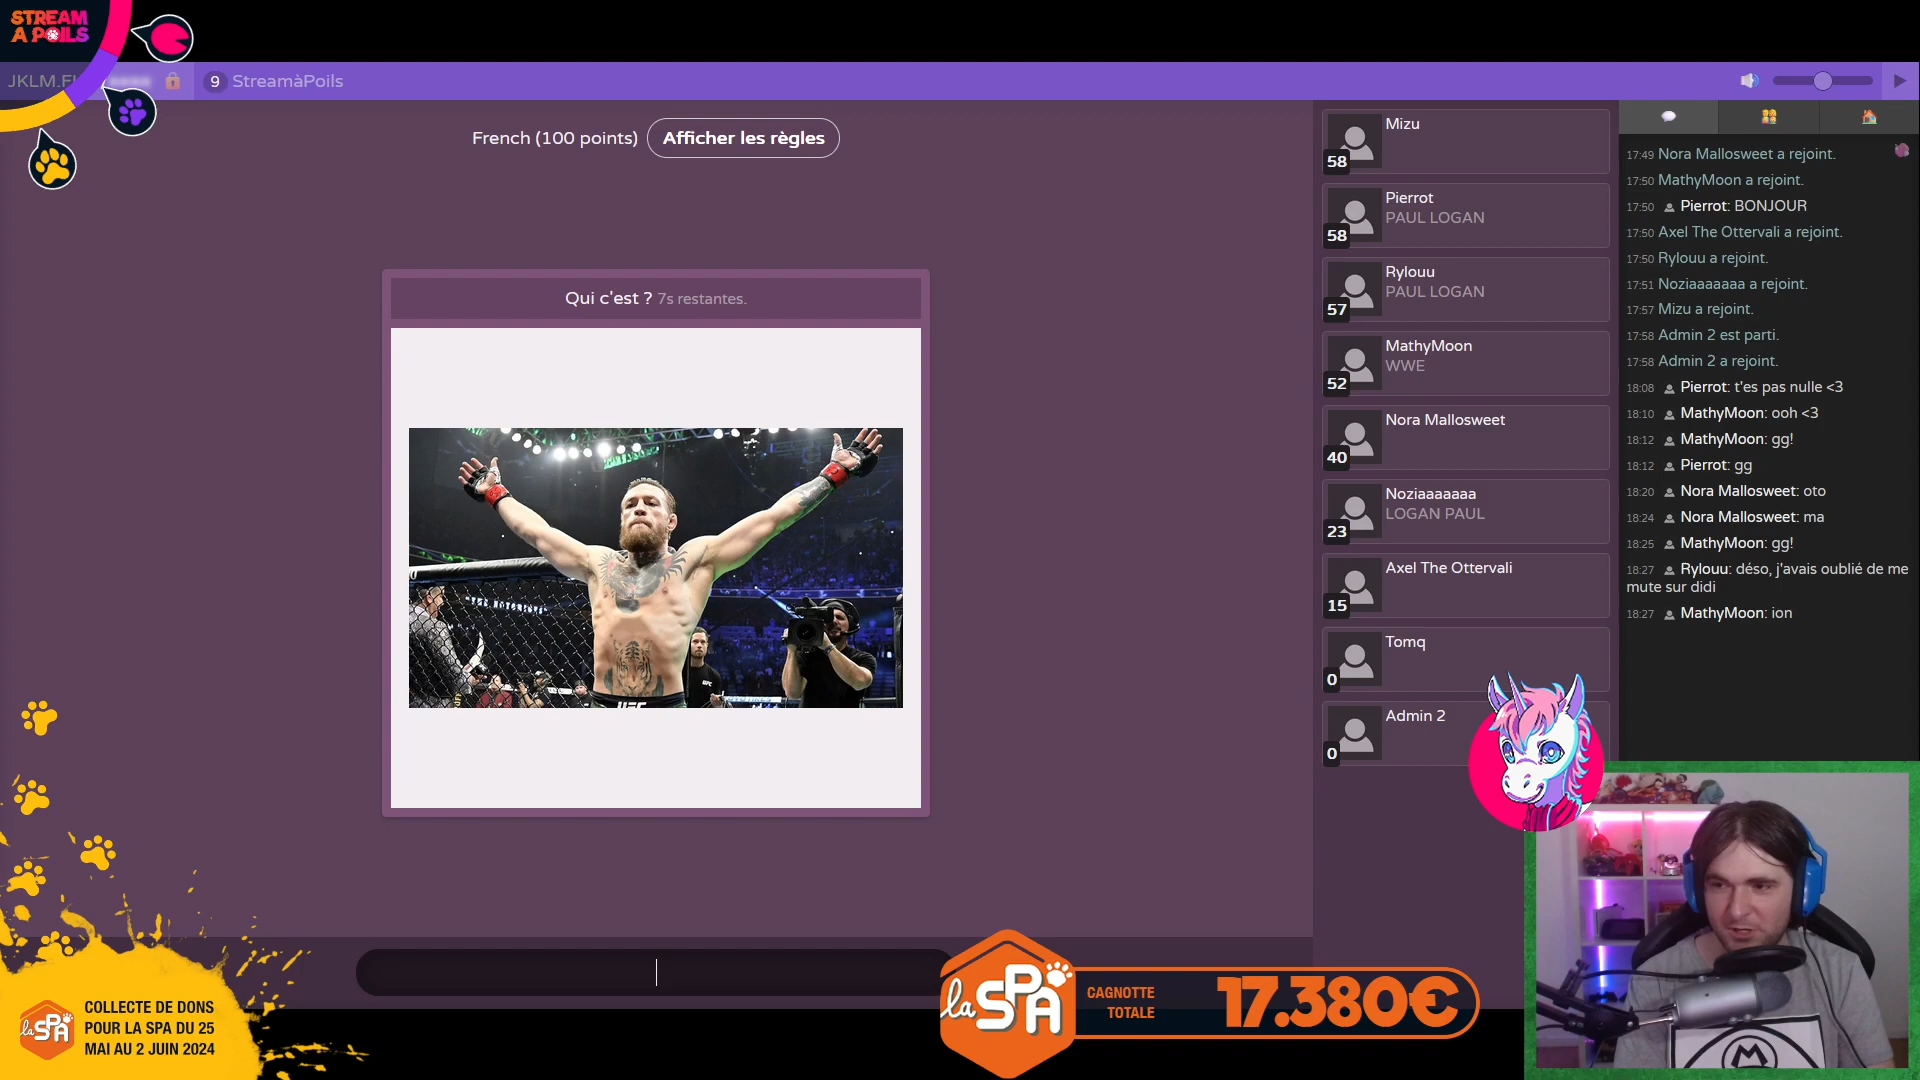 STREAM
A POILS
JKLM.F
9 StreamàPoils
French (100 points) Afficher les règles
Qui c'est ? 7s restantes.
UFC
UFC
Mizu
58
Pierrot
PAUL LOGAN
58
Rylouu
PAUL LOGAN
57
MathyMoon
WWE
52
Nora Mallosweet
40
Noziaaaaaaa
LOGAN PAUL
23
Axel The Ottervali
15
Tomq
0
Admin 2
0
17:49 Nora Mallosweet a rejoint.
17:50 MathyMoon a rejoint.
17:50 Pierrot: BONJOUR
17:50 Axel The Ottervali a rejoint.
17:50 Rylouu a rejoint.
17:51 Noziaaaaaaa a rejoint.
17:57 Mizu a rejoint.
17:58 Admin 2 est parti.
17:58 Admin 2 a rejoint.
18:08 Pierrot: t'es pas nulle <3
18:10 MathyMoon: ooh <3
18:12 MathyMoon: gg!
18:12 Pierrot: gg
18:20 Nora Mallosweet: oto
18:24 Nora Mallosweet: ma
18:25 MathyMoon: gg!
18:27 Rylouu: déso, j'avais oublié de me
mute sur didi
18:27 MathyMoon: ion
la SPA
COLLECTE DE DONS
POUR LA SPA DU 25
MAI AU 2 JUIN 2024
la SPA
CAGNOTTE
TOTALE
17.380€
M